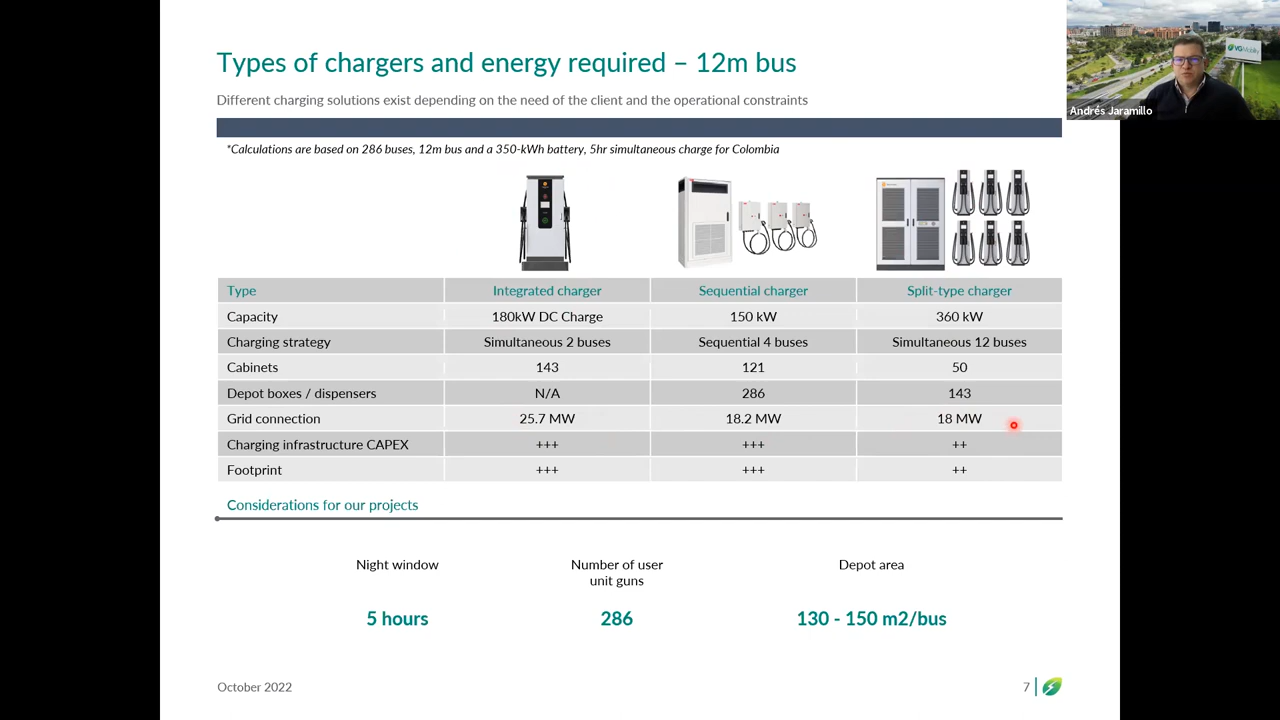 Types of chargers and energy required – 12m bus
Different charging solutions exist depending on the need of the client and the operational constraints
*Calculations are based on 286 buses, 12m bus and a 350-kWh battery, 5hr simultaneous charge for Colombia
Type Integrated charger Sequential charger Split-type charger
Capacity 180kW DC Charge 150 kW 360 kW
Charging strategy Simultaneous 2 buses Sequential 4 buses Simultaneous 12 buses
Cabinets 143 121 50
Depot boxes / dispensers N/A 286 143
Grid connection 25.7 MW 18.2 MW 18 MW
Charging infrastructure CAPEX +++ +++ ++
Footprint +++ +++ ++
Considerations for our projects
Night window
5 hours
Number of user
unit guns
286
Depot area
130 - 150 m2/bus
October 2022
7
VG Mobility
Andrés Jaramillo